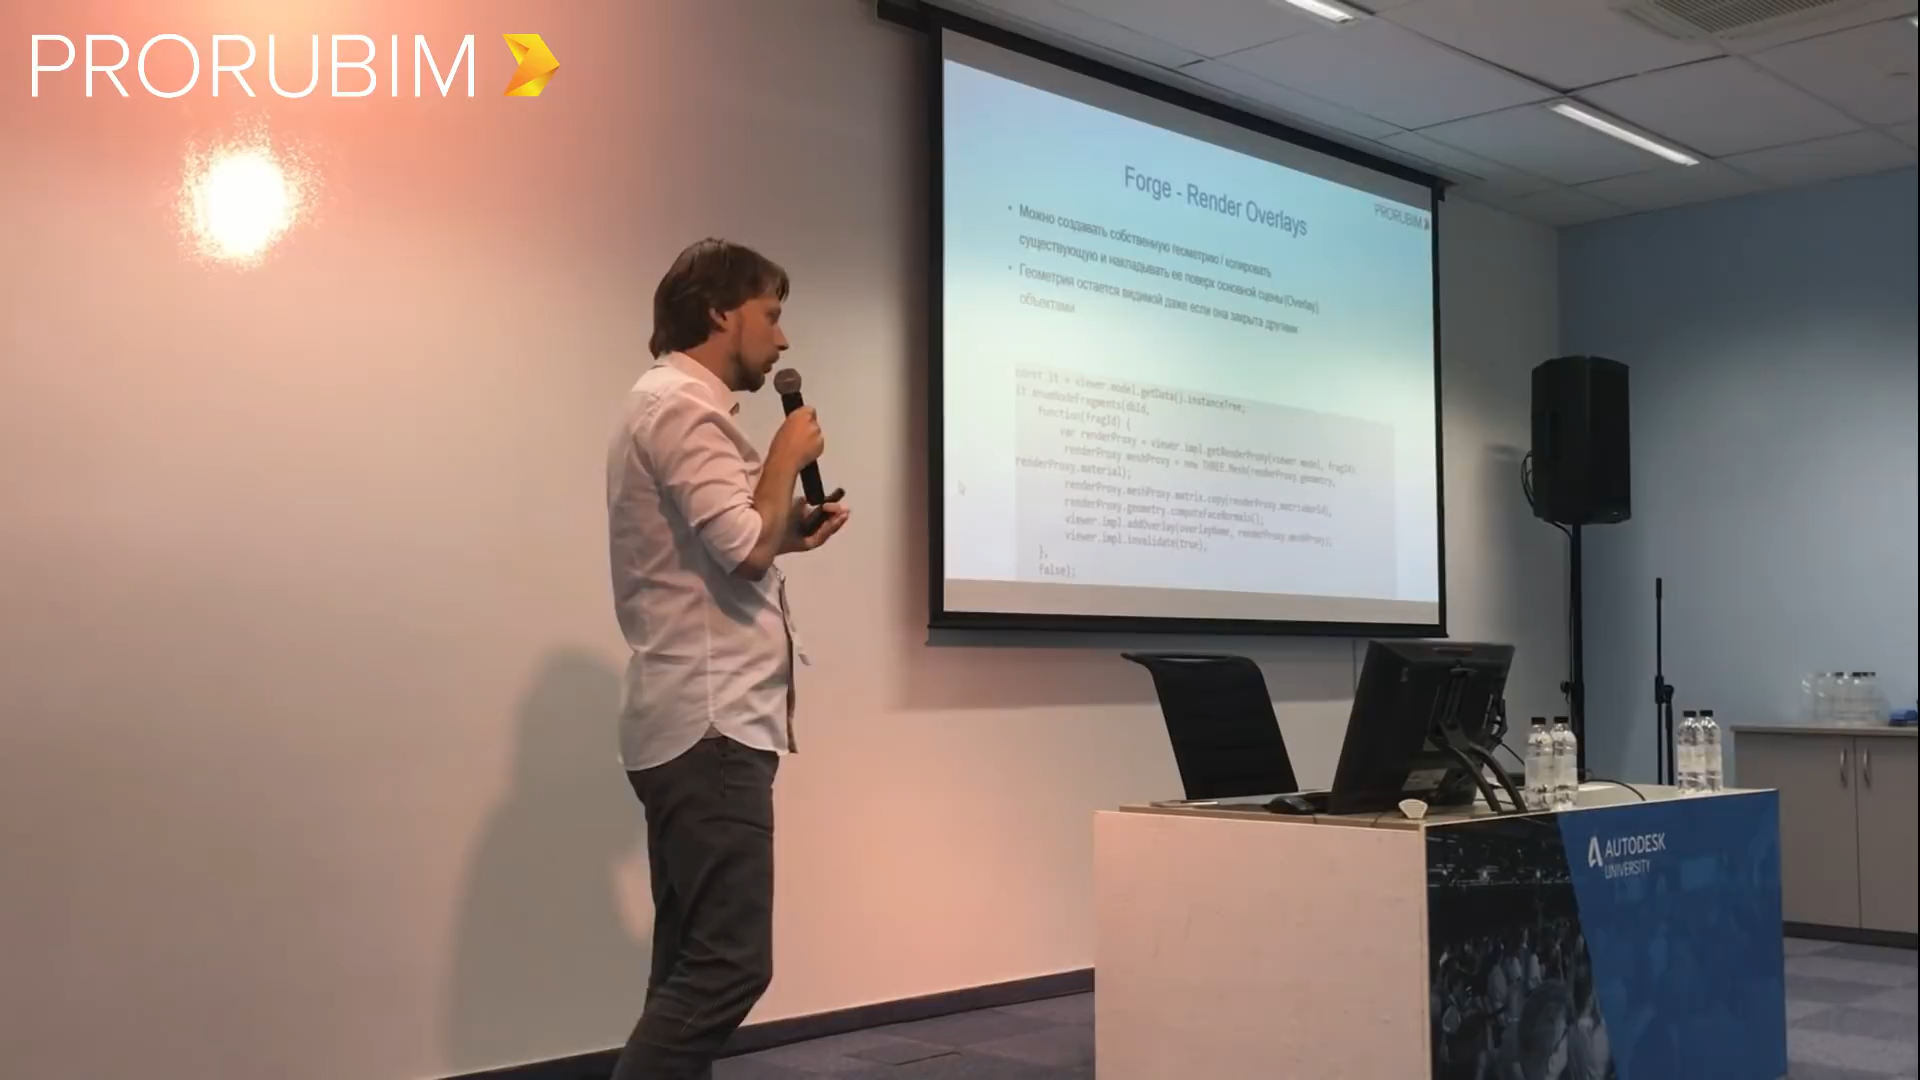 PRORUBIM
Forge - Render Overlays
PRORUBIM
• Можно создавать собственную геометрию / копировать
существующую и накладывать ее поверх основной сцены (Overlay)
• Геометрия остается видимой даже если она закрыта другими
объектами
const it = viewer.model.getData().instanceTree;
it.enumNodeFragments(dbId,
function(fragId) {
var renderProxy = viewer.impl.getRenderProxy(viewer.model, fragId);
renderProxy.meshProxy = new THREE.Mesh(renderProxy.geometry,
renderProxy.material);
renderProxy.meshProxy.matrix.copy(renderProxy.matrixWorld);
renderProxy.geometry.computeFaceNormals();
viewer.impl.addOverlay(overlayName, renderProxy.meshProxy);
viewer.impl.invalidate(true);
},
false);
AUTODESK
UNIVERSITY